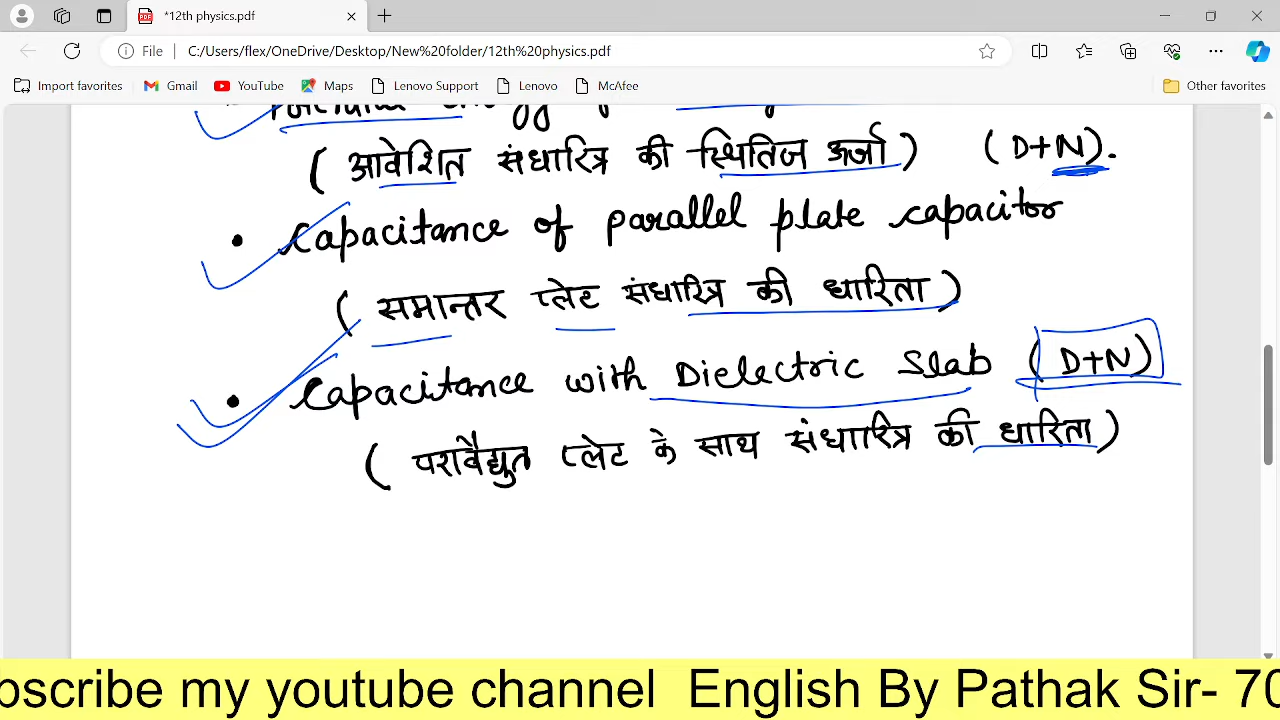 *12th physics.pdf
File C:/Users/flex/OneDrive/Desktop/New%20folder/12th%20physics.pdf
Import favorites Gmail YouTube Maps Lenovo Support Lenovo McAfee Other favorites
( आवेशित संधारित्र की स्थितिज ऊर्जा ) (D+N).
• Capacitance of parallel plate capacitor
( समान्तर प्लेट संधारित्र की धारिता )
• Capacitance with Dielectric Slab (D+N)
( परावैद्युत प्लेट के साथ संधाारित्र की धारिता )
bscribe my youtube channel English By Pathak Sir- 70